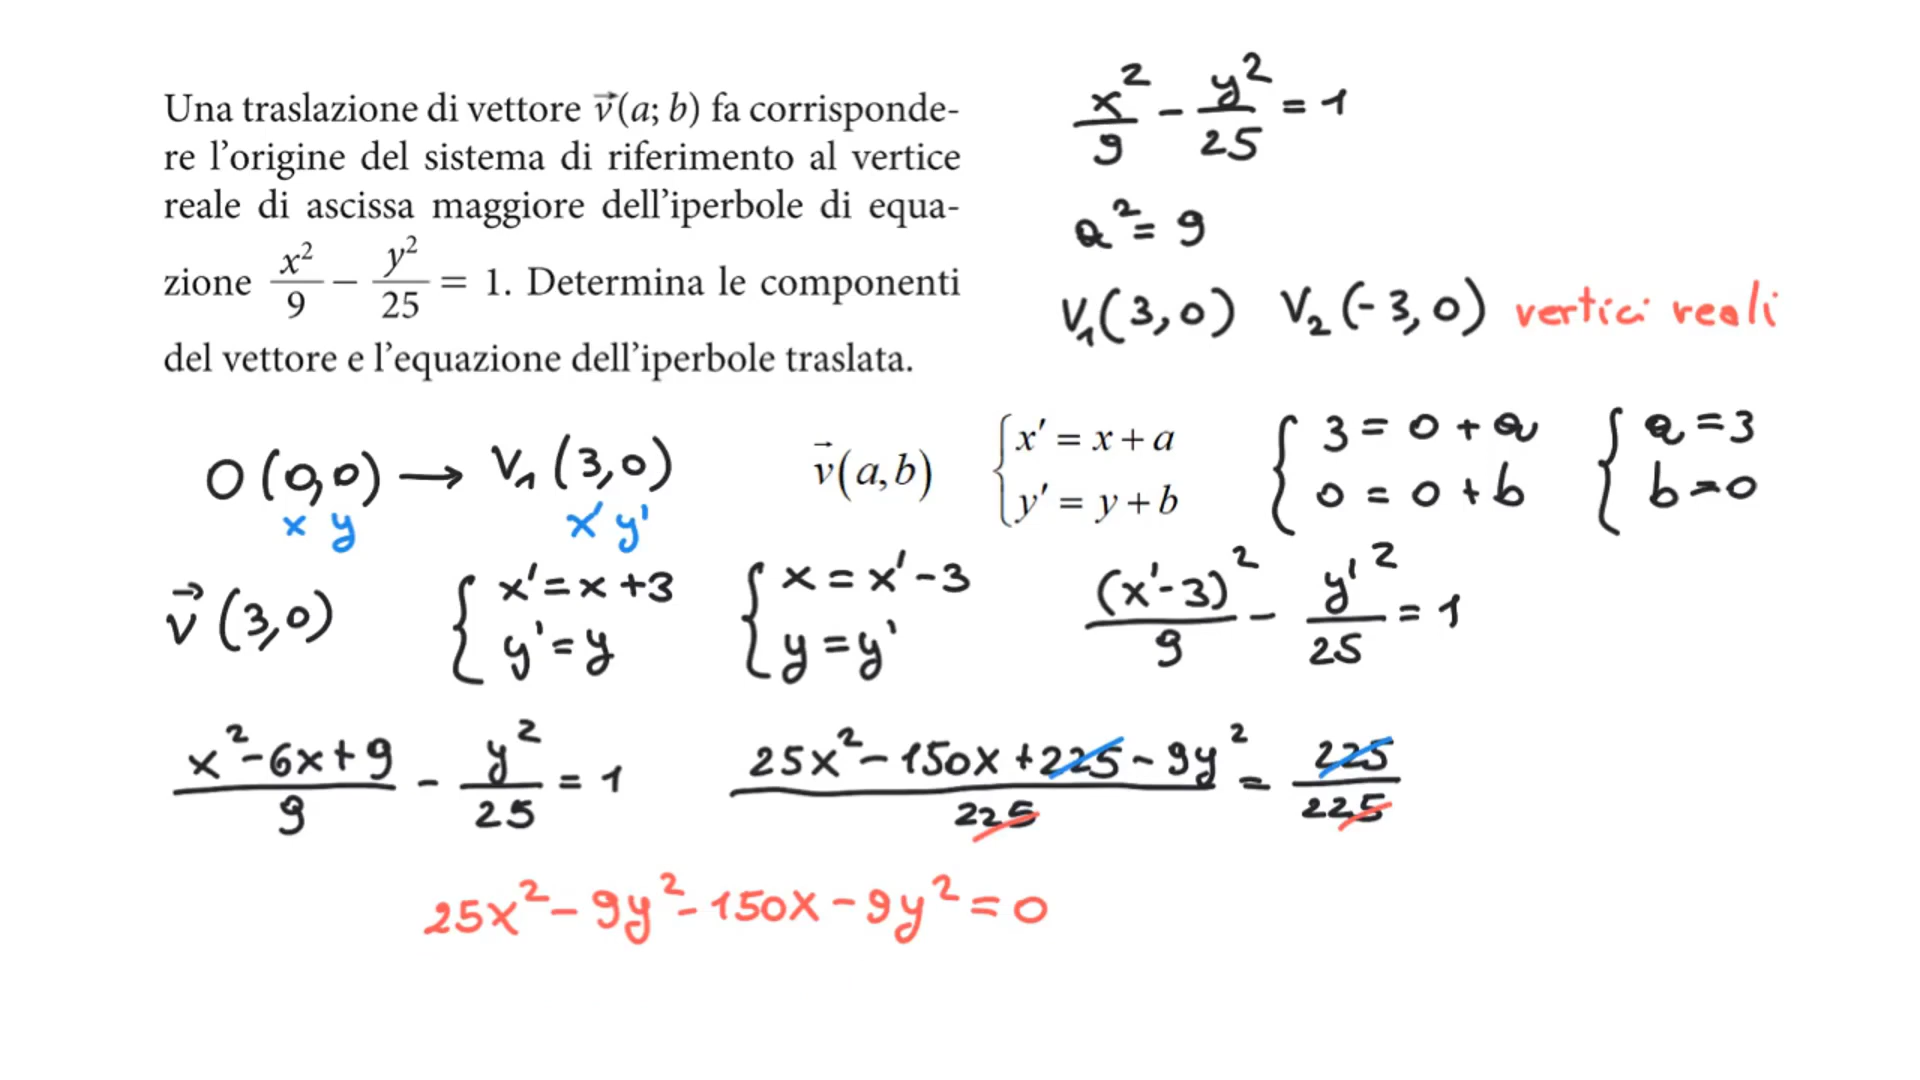 Una traslazione di vettore v⃗(a; b) fa corrisponde-
re l'origine del sistema di riferimento al vertice
reale di ascissa maggiore dell'iperbole di equa-
zione x²/9 − y²/25 = 1. Determina le componenti
del vettore e l'equazione dell'iperbole traslata.
x²/9 − y²/25 = 1
a² = 9
V₁(3,0) V₂(-3,0) vertici reali
O(0,0) → V₁(3,0) v⃗(a,b) { x' = x + a { 3 = 0 + a { a = 3
x y x' y' y' = y + b 0 = 0 + b b = 0
v⃗(3,0) { x' = x + 3 { x = x' - 3 (x'-3)²/9 − y'²/25 = 1
y' = y y = y'
x²-6x+9/9 − y²/25 = 1 25x²-150x+225-9y²/225 = 225/225
25x² - 9y² - 150x - 9y² = 0